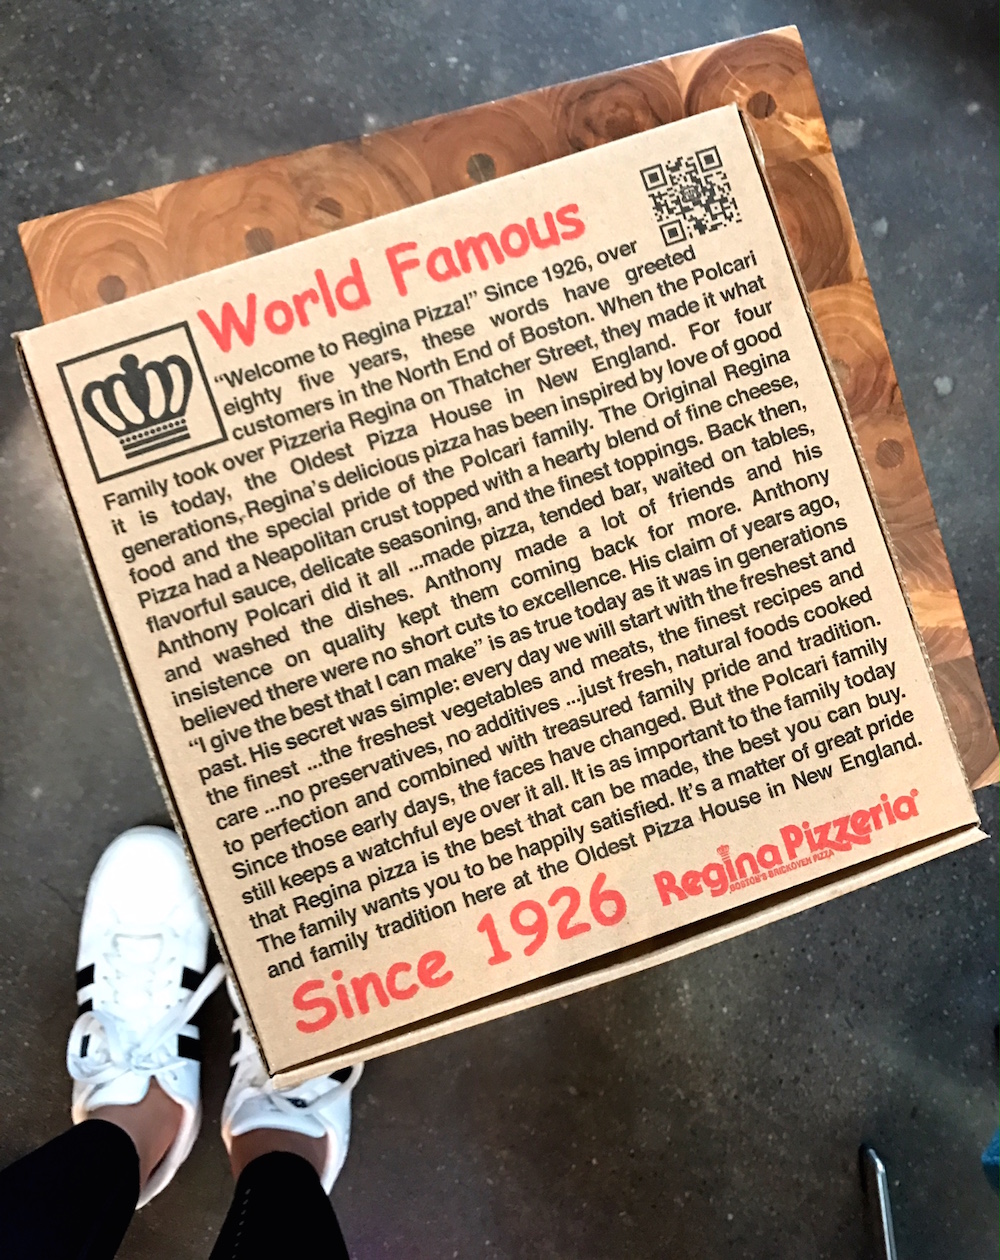 World Famous
“Welcome to Regina Pizza!” Since 1926, over
eighty five years, these words have greeted
customers in the North End of Boston. When the Polcari
Family took over Pizzeria Regina on Thatcher Street, they made it what
it is today, the Oldest Pizza House in New England. For four
generations, Regina’s delicious pizza has been inspired by love of good
food and the special pride of the Polcari family. The Original Regina
Pizza had a Neapolitan crust topped with a hearty blend of fine cheese,
flavorful sauce, delicate seasoning, and the finest toppings. Back then,
Anthony Polcari did it all ...made pizza, tended bar, waited on tables,
and washed the dishes. Anthony made a lot of friends and his
insistence on quality kept them coming back for more. Anthony
believed there were no short cuts to excellence. His claim of years ago,
“I give the best that I can make” is as true today as it was in generations
past. His secret was simple: every day we will start with the freshest and
the finest ...the freshest vegetables and meats, the finest recipes and
care ...no preservatives, no additives ...just fresh, natural foods cooked
to perfection and combined with treasured family pride and tradition.
Since those early days, the faces have changed. But the Polcari family
still keeps a watchful eye over it all. It is as important to the family today
that Regina pizza is the best that can be made, the best you can buy.
The family wants you to be happily satisfied. It’s a matter of great pride
and family tradition here at the Oldest Pizza House in New England.
Since 1926
Regina Pizzeria®
BOSTON'S BRICKOVEN PIZZA